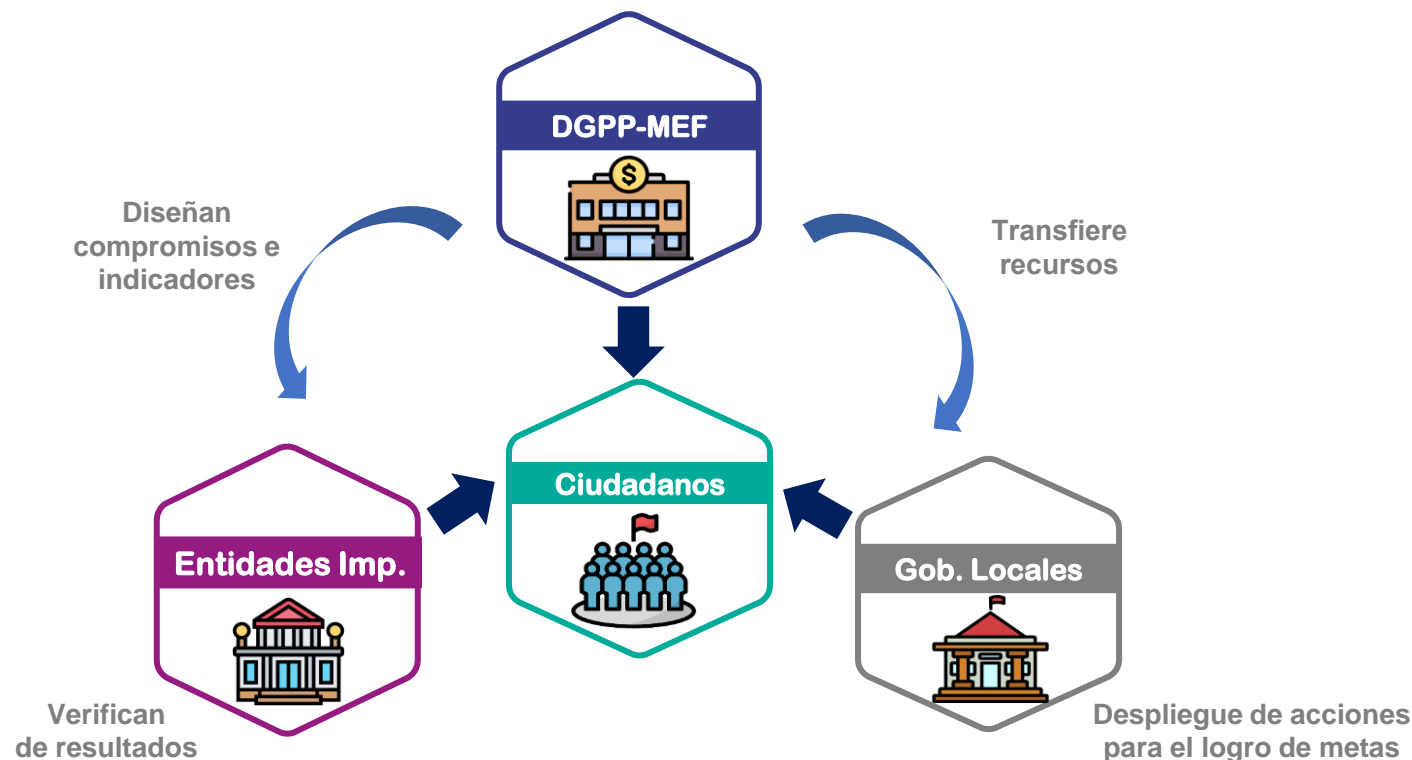 DGPP-MEF
Diseñan
compromisos e
indicadores
Transfiere
recursos
Ciudadanos
Entidades Imp.
Gob. Locales
Verifican
de resultados
Despliegue de acciones
para el logro de metas